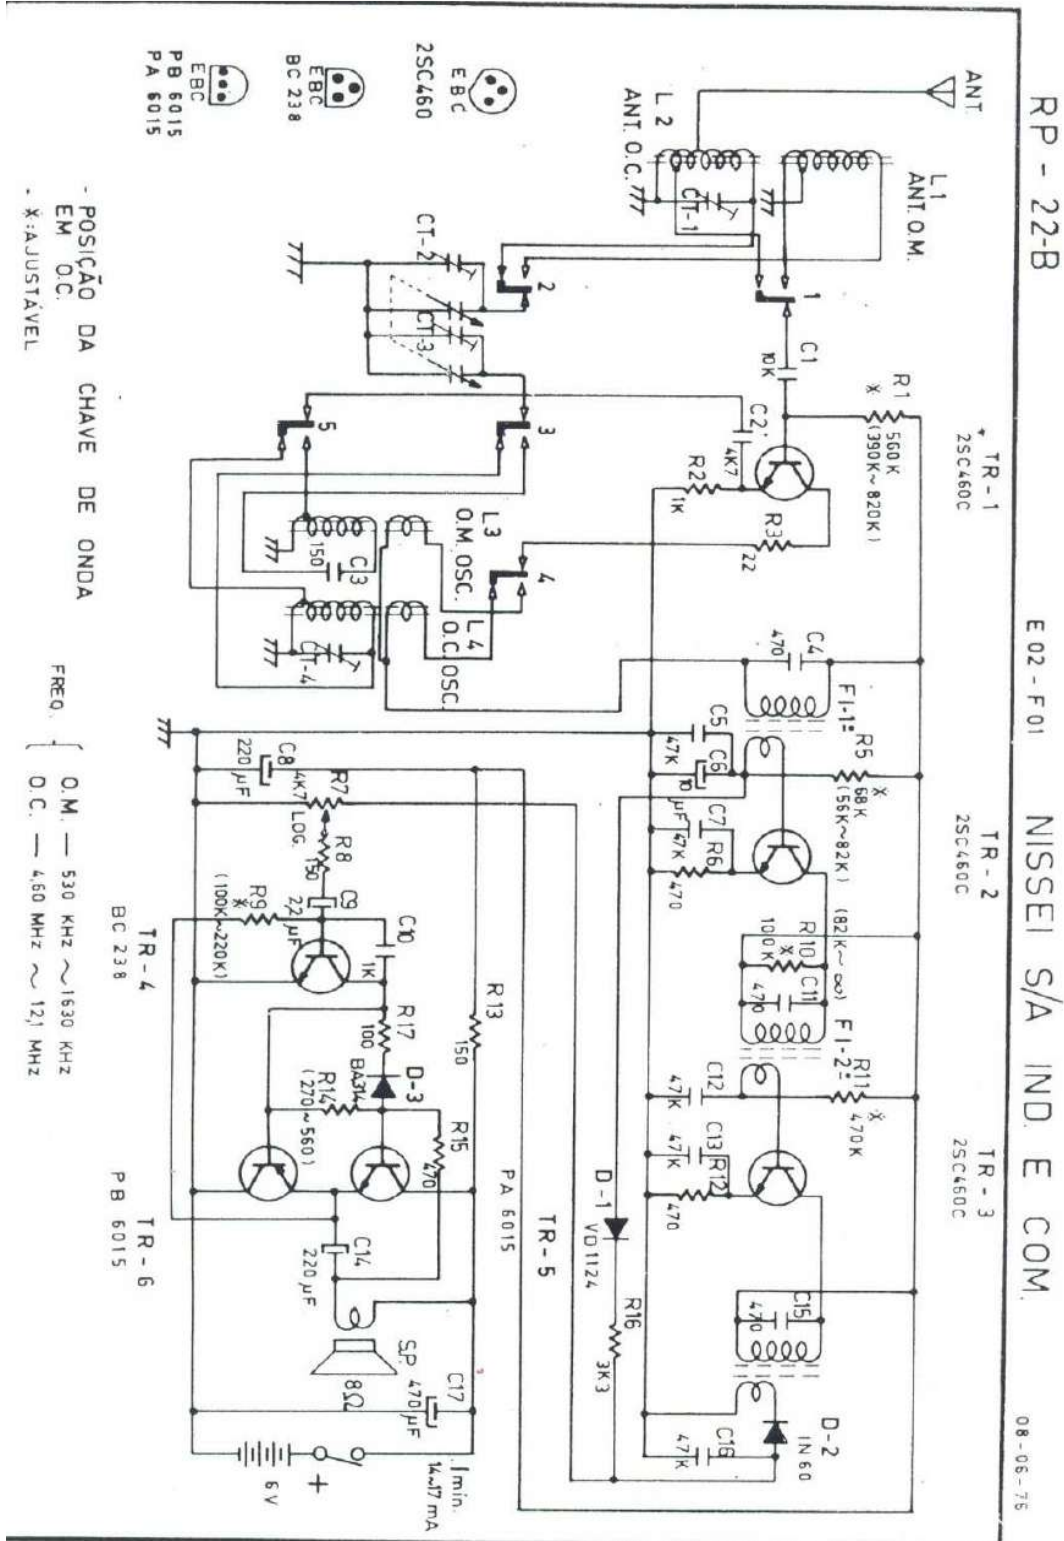 RP - 22-B
E 02 - F 01
NISSEI S/A IND. E COM.
08-06-76
ANT.
L 1
ANT. O.M.
L 2
ANT. O.C.
CT-1
1
C1
10K
R1
*
560K
(390K~820K)
* TR-1
2SC460C
C2
4K7
R2
1K
R3
22
2
CT-2
CT-3
3
5
4
L3
O.M. OSC.
150
C3
L4
O.C. OSC.
CT-4
C4
470
FI-1
R5
*
68K
(56K~82K)
TR-2
2SC460C
C5
47K
C6
10 µF
C7
47K
R6
470
(82K~∞)
R10
*
100K
C11
470
FI-2
R11
*
470K
TR-3
2SC460C
C12
47K
C13
47K
R12
470
C15
470
D-2
IN60
C16
47K
D-1
VD1124
R16
3K3
C8
220 µF
R7
4K7
LOG.
R8
150
C9
2,2 µF
C10
1K
R9
*
(100K~220K)
TR-4
BC 238
R13
150
R17
100
D-3
BA314
R14
(270~560)
R15
470
TR-5
PA 6015
TR-6
PB 6015
C14
220 µF
S.P.
8Ω
C17
470 µF
I min.
14~17 mA
+
6V
E B C
2SC460
E B C
BC 238
E B C
PB 6015
PA 6015
- POSIÇÃO DA CHAVE DE ONDA
EM O.C.
- *:AJUSTÁVEL
FREQ. { O.M. — 530 KHz ~ 1630 KHz
O.C. — 4,60 MHz ~ 12,1 MHz